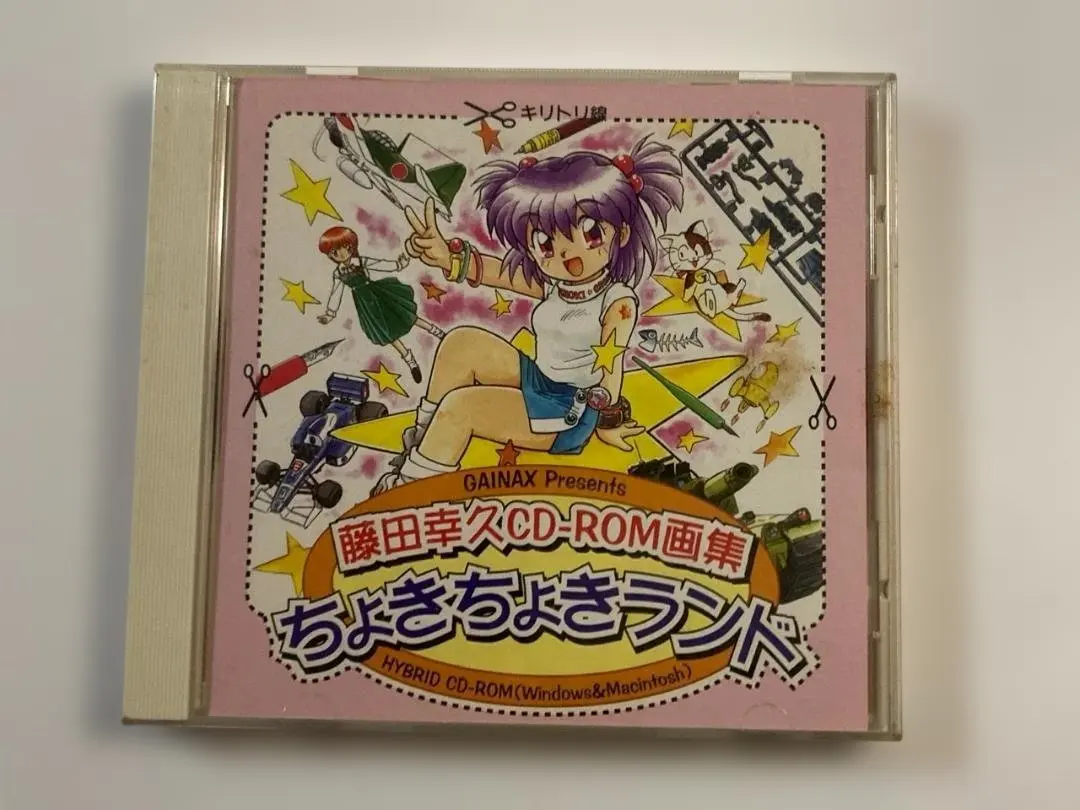 キリトリ線
GAINAX Presents
藤田幸久CD-ROM画集
ちょきちょきランド
HYBRID CD-ROM(Windows&Macintosh)